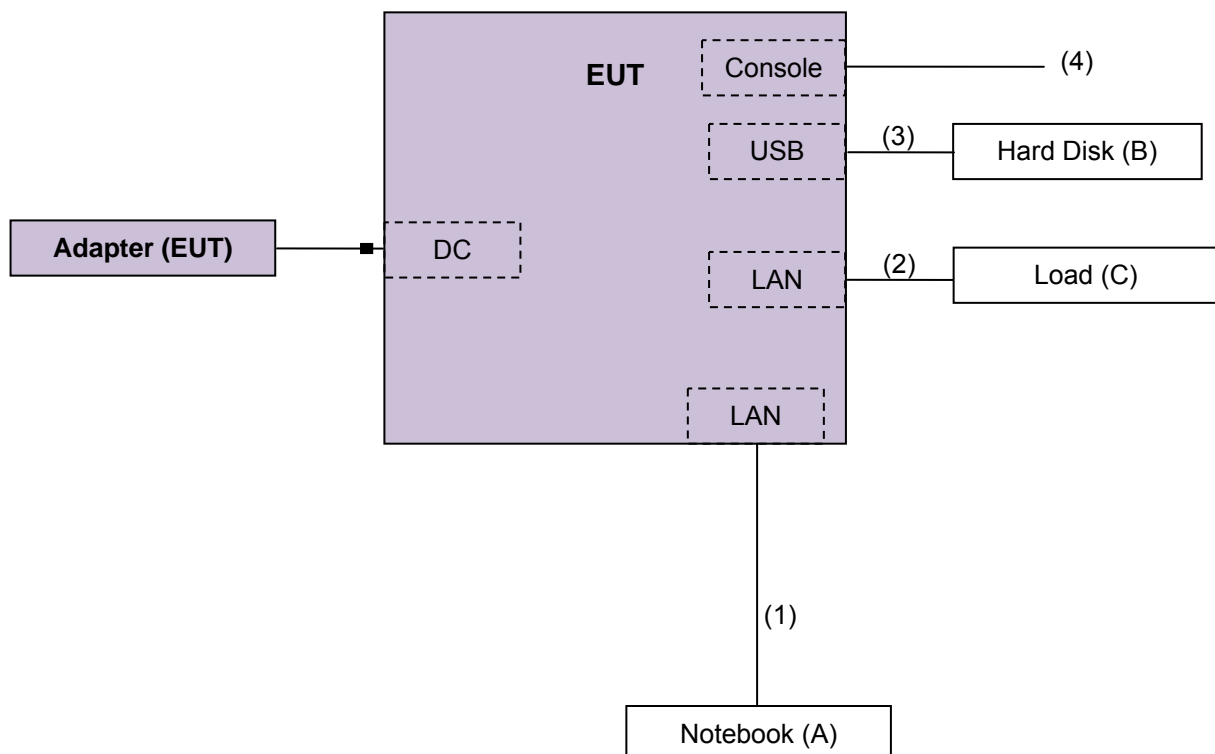 EUT
Console
(4)
USB
(3)
Hard Disk (B)
Adapter (EUT)
DC
LAN
(2)
Load (C)
LAN
(1)
Notebook (A)